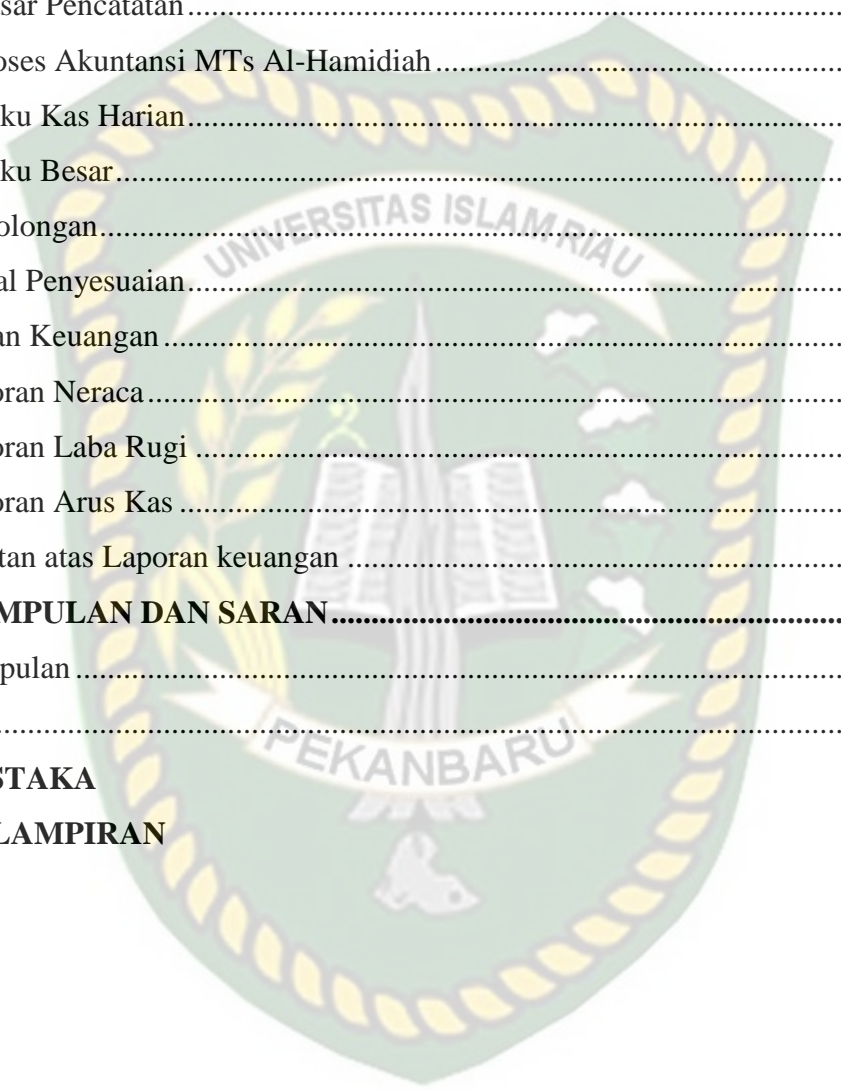 sar Pencatatan................................................................
oses Akuntansi MTs Al-Hamidiah................................................
ku Kas Harian................................................................
ku Besar................................................................
olongan................................................................
al Penyesuaian................................................................
an Keuangan................................................................
oran Neraca................................................................
oran Laba Rugi................................................................
oran Arus Kas................................................................
tan atas Laporan keuangan................................................
MPULAN DAN SARAN................................................
pulan................................................................
................................................................
STAKA
LAMPIRAN
UNIVERSITAS ISLAM RIAU
PEKANBARU